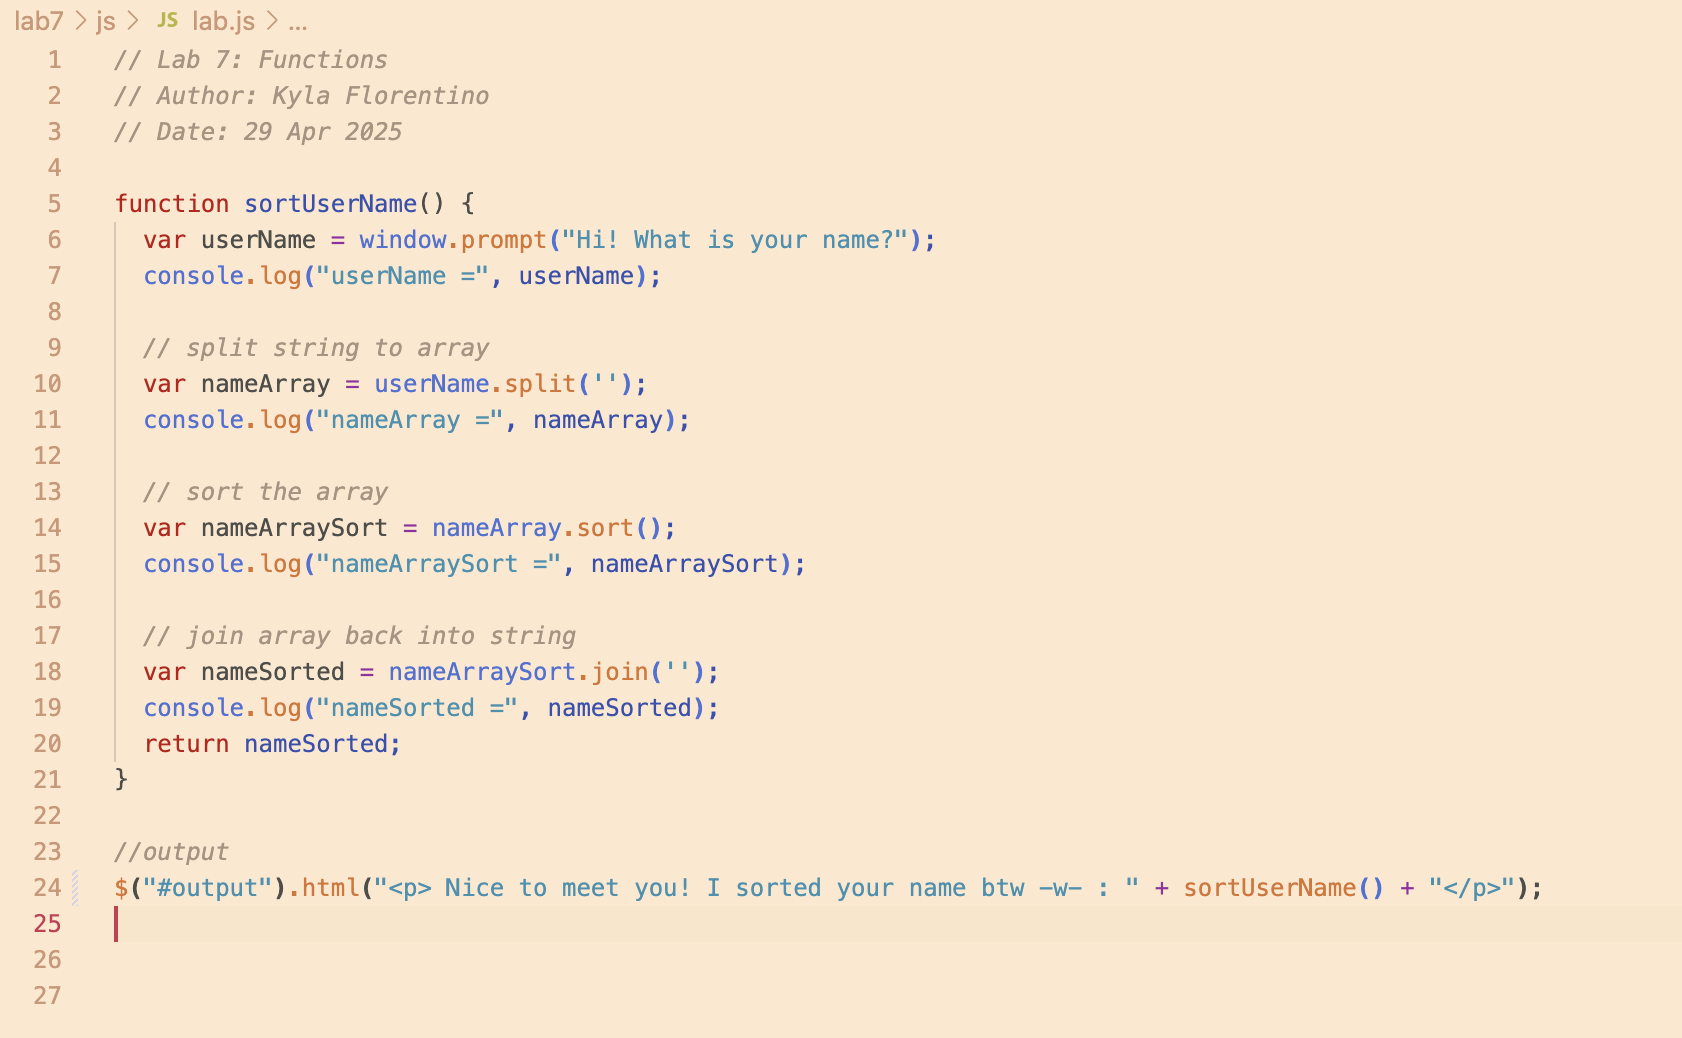 lab7 > js > JS lab.js > ...
1 // Lab 7: Functions
2 // Author: Kyla Florentino
3 // Date: 29 Apr 2025
4
5 function sortUserName() {
6   var userName = window.prompt("Hi! What is your name?");
7   console.log("userName =", userName);
8
9   // split string to array
10   var nameArray = userName.split('');
11   console.log("nameArray =", nameArray);
12
13   // sort the array
14   var nameArraySort = nameArray.sort();
15   console.log("nameArraySort =", nameArraySort);
16
17   // join array back into string
18   var nameSorted = nameArraySort.join('');
19   console.log("nameSorted =", nameSorted);
20   return nameSorted;
21 }
22
23 //output
24 $("#output").html("<p> Nice to meet you! I sorted your name btw -w- : " + sortUserName() + "</p>");
25
26
27